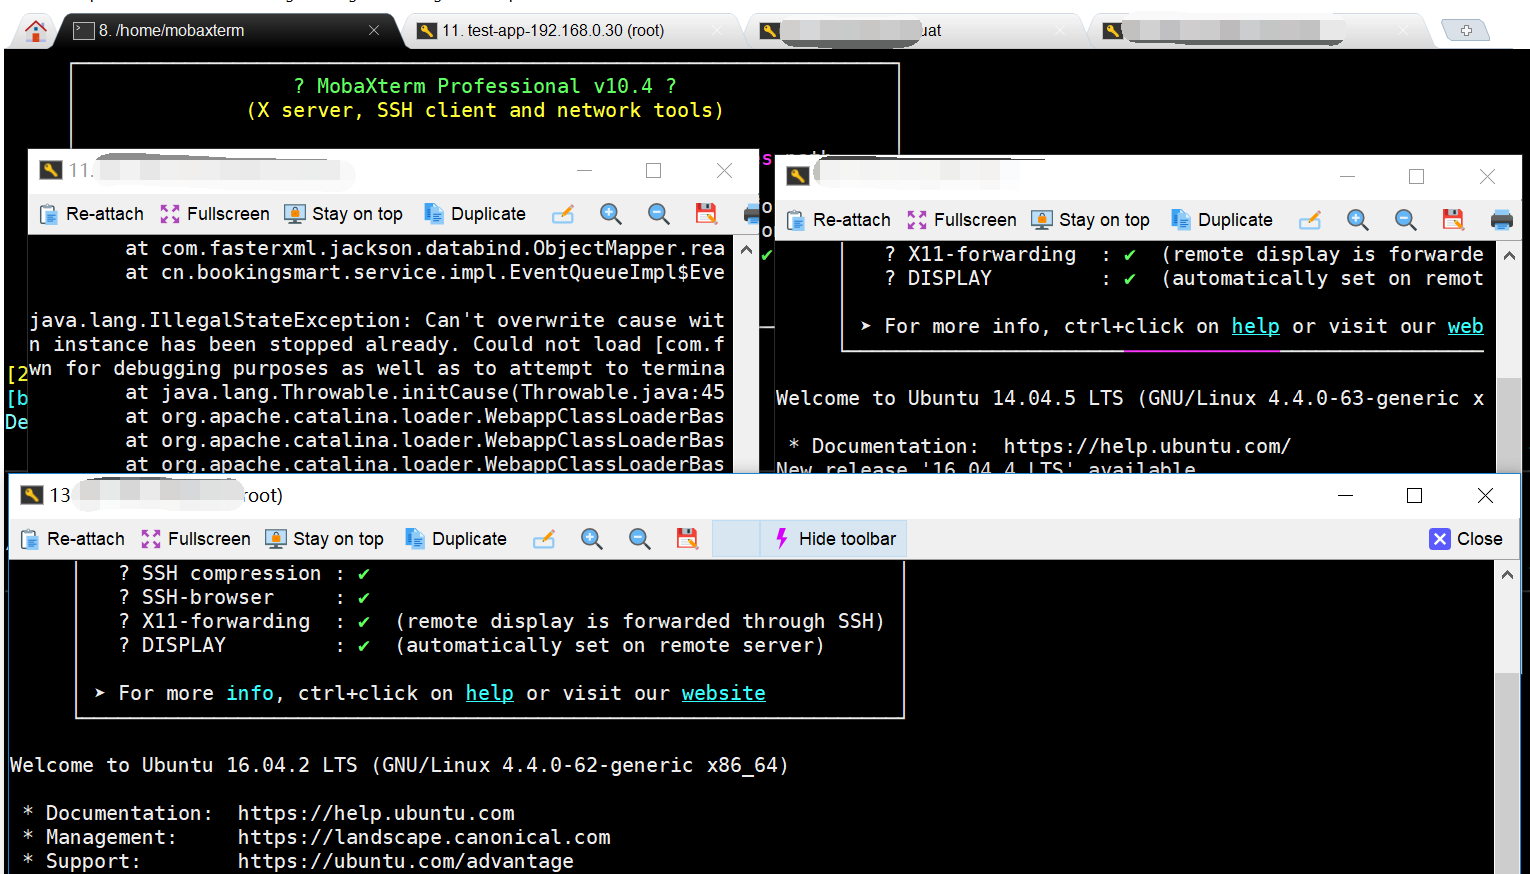 8. /home/mobaxterm
11. test-app-192.168.0.30 (root)
uat
? MobaXterm Professional v10.4 ?
(X server, SSH client and network tools)
11.
Re-attach Fullscreen Stay on top Duplicate
at com.fasterxml.jackson.databind.ObjectMapper.rea
at cn.bookingsmart.service.impl.EventQueueImpl$Eve
java.lang.IllegalStateException: Can't overwrite cause wit
n instance has been stopped already. Could not load [com.f
wn for debugging purposes as well as to attempt to termina
at java.lang.Throwable.initCause(Throwable.java:45
at org.apache.catalina.loader.WebappClassLoaderBas
at org.apache.catalina.loader.WebappClassLoaderBas
at org.apache.catalina.loader.WebappClassLoaderBas
[2
[b
De
Re-attach Fullscreen Stay on top Duplicate
? X11-forwarding : ✔ (remote display is forwarde
? DISPLAY : ✔ (automatically set on remot
➤ For more info, ctrl+click on help or visit our web
Welcome to Ubuntu 14.04.5 LTS (GNU/Linux 4.4.0-63-generic x
* Documentation: https://help.ubuntu.com/
New release '16.04.4 LTS' available
13 root)
Re-attach Fullscreen Stay on top Duplicate Hide toolbar Close
? SSH compression : ✔
? SSH-browser : ✔
? X11-forwarding : ✔ (remote display is forwarded through SSH)
? DISPLAY : ✔ (automatically set on remote server)
➤ For more info, ctrl+click on help or visit our website
Welcome to Ubuntu 16.04.2 LTS (GNU/Linux 4.4.0-62-generic x86_64)
* Documentation: https://help.ubuntu.com
* Management: https://landscape.canonical.com
* Support: https://ubuntu.com/advantage